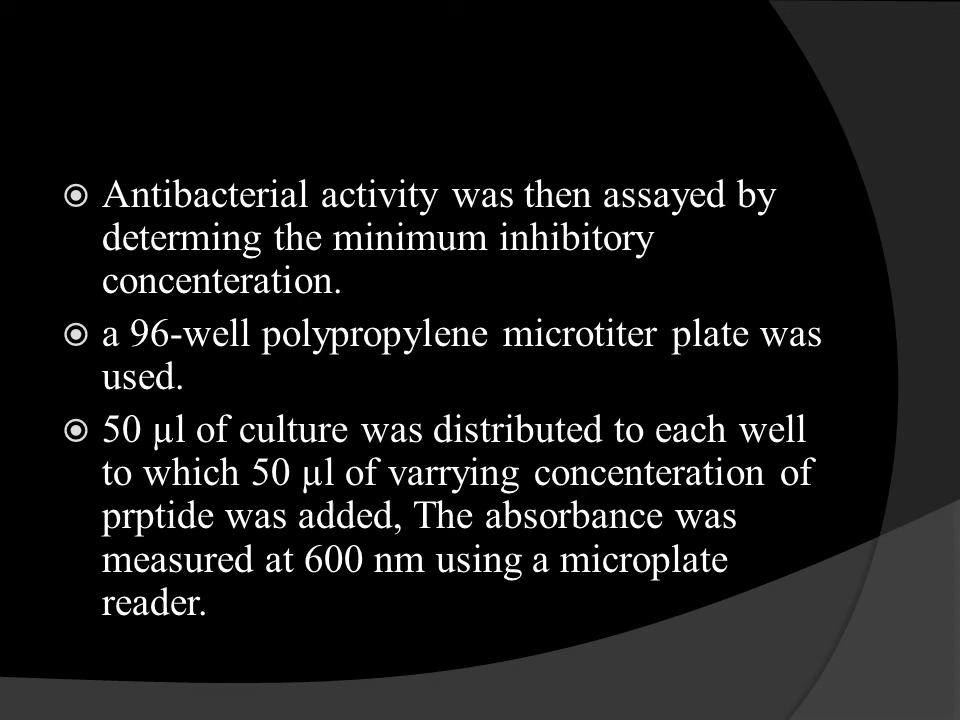 Antibacterial activity was then assayed by
determing the minimum inhibitory
concenteration.
a 96-well polypropylene microtiter plate was
used.
50 µl of culture was distributed to each well
to which 50 µl of varrying concenteration of
prptide was added, The absorbance was
measured at 600 nm using a microplate
reader.